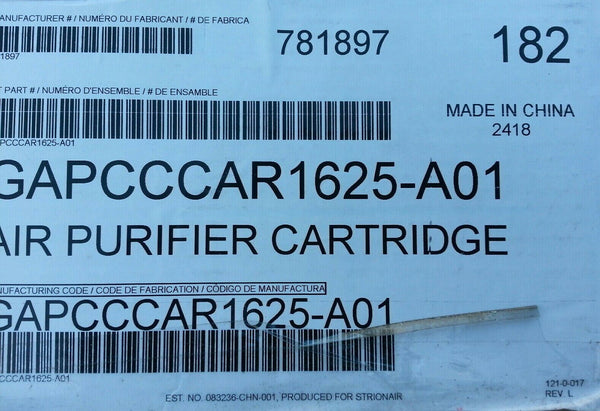 MANUFACTURER # / NUMÉRO DU FABRICANT / # DE FABRICA
781897
182
1897
PART # / NUMÉRO D'ENSEMBLE / # DE ENSAMBLE
MADE IN CHINA
2418
CCCAR1625-A01
GAPCCCAR1625-A01
AIR PURIFIER CARTRIDGE
NUFACTURING CODE / CODE DE FABRICATION / CÓDIGO DE MANUFACTURA
GAPCCCAR1625-A01
CCCAR1625-A01
121-0-017
REV. L
EST. NO. 083236-CHN-001, PRODUCED FOR STRIONAIR